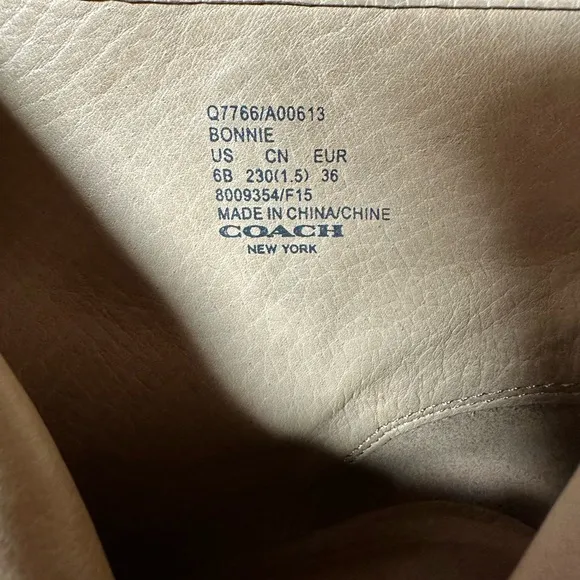 Q7766/A00613
BONNIE
US CN EUR
6B 230(1.5) 36
8009354/F15
MADE IN CHINA/CHINE
COACH
NEW YORK